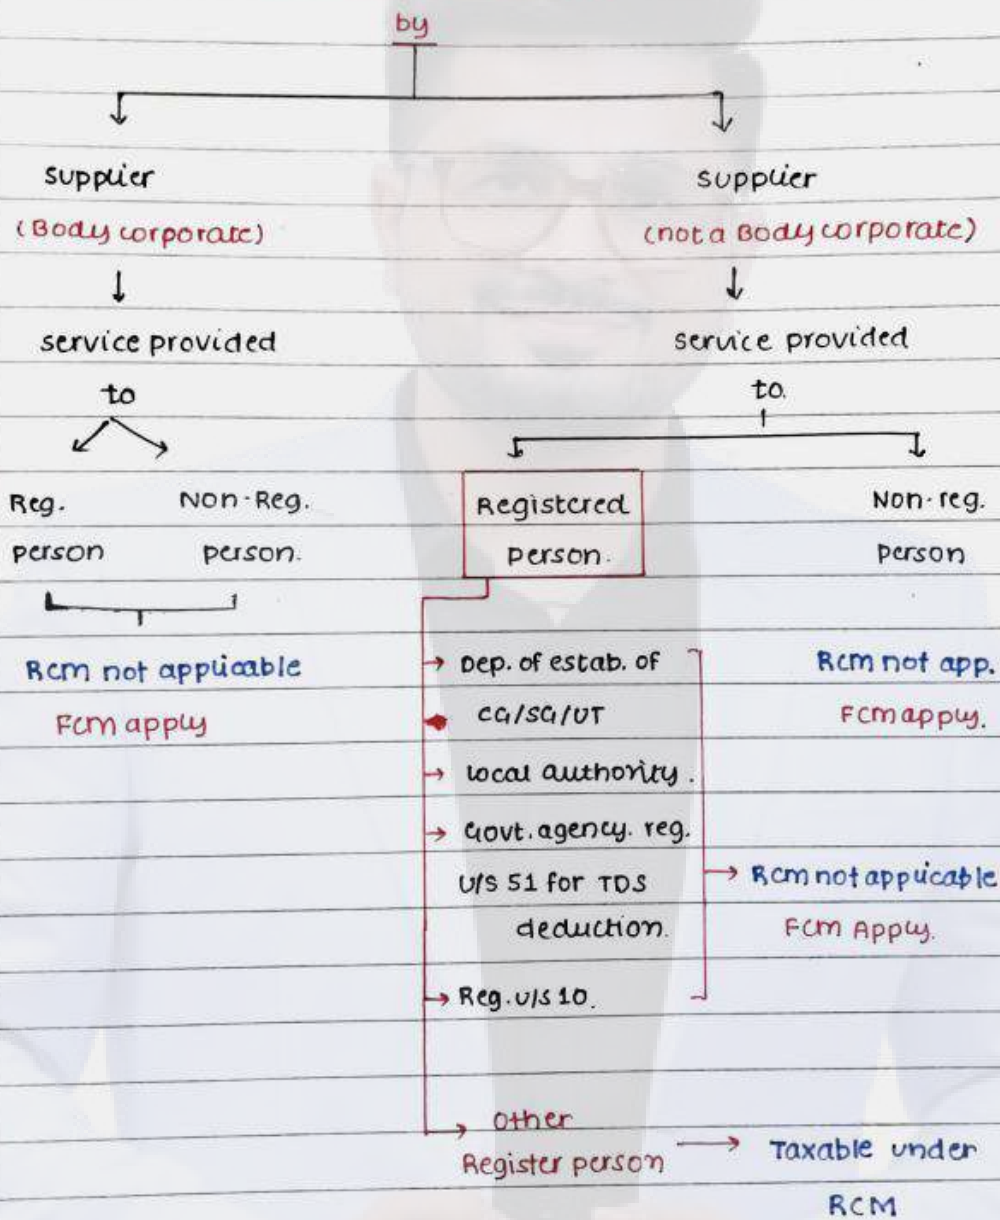 by
supplier
(Body corporate)
service provided
to
Reg.
person
Non-Reg.
person.
Rcm not applicable
Fcm apply
supplier
(not a Body corporate)
service provided
to.
Registered
person.
Dep. of estab. of
CG/SG/UT
local authority.
Govt. agency. reg.
U/S 51 for TDS
deduction.
Reg. U/S 10.
Rcm not applicable
Fcm Apply.
other
Register person
Taxable under
RCM
Non-reg.
person
Rcm not app.
Fcm apply.